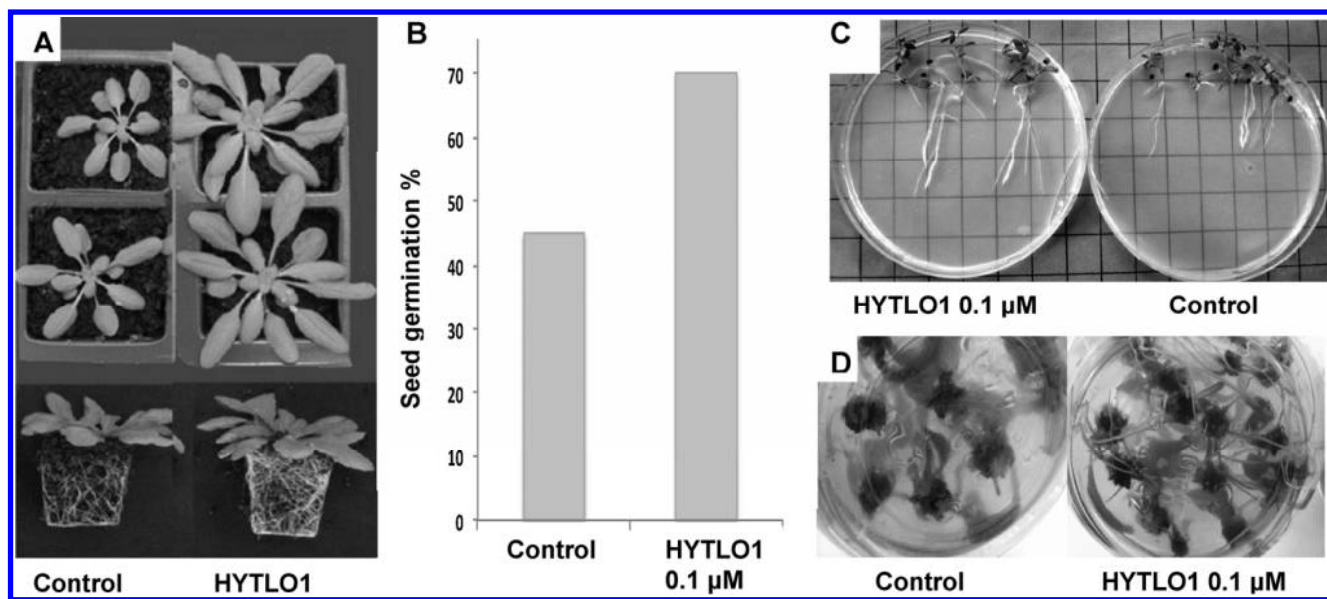 A
Control HYTLO1
B
Seed germination %
70
60
50
40
30
20
10
0
Control HYTLO1
0.1 µM
C
HYTLO1 0.1 µM Control
D
Control HYTLO1 0.1 µM